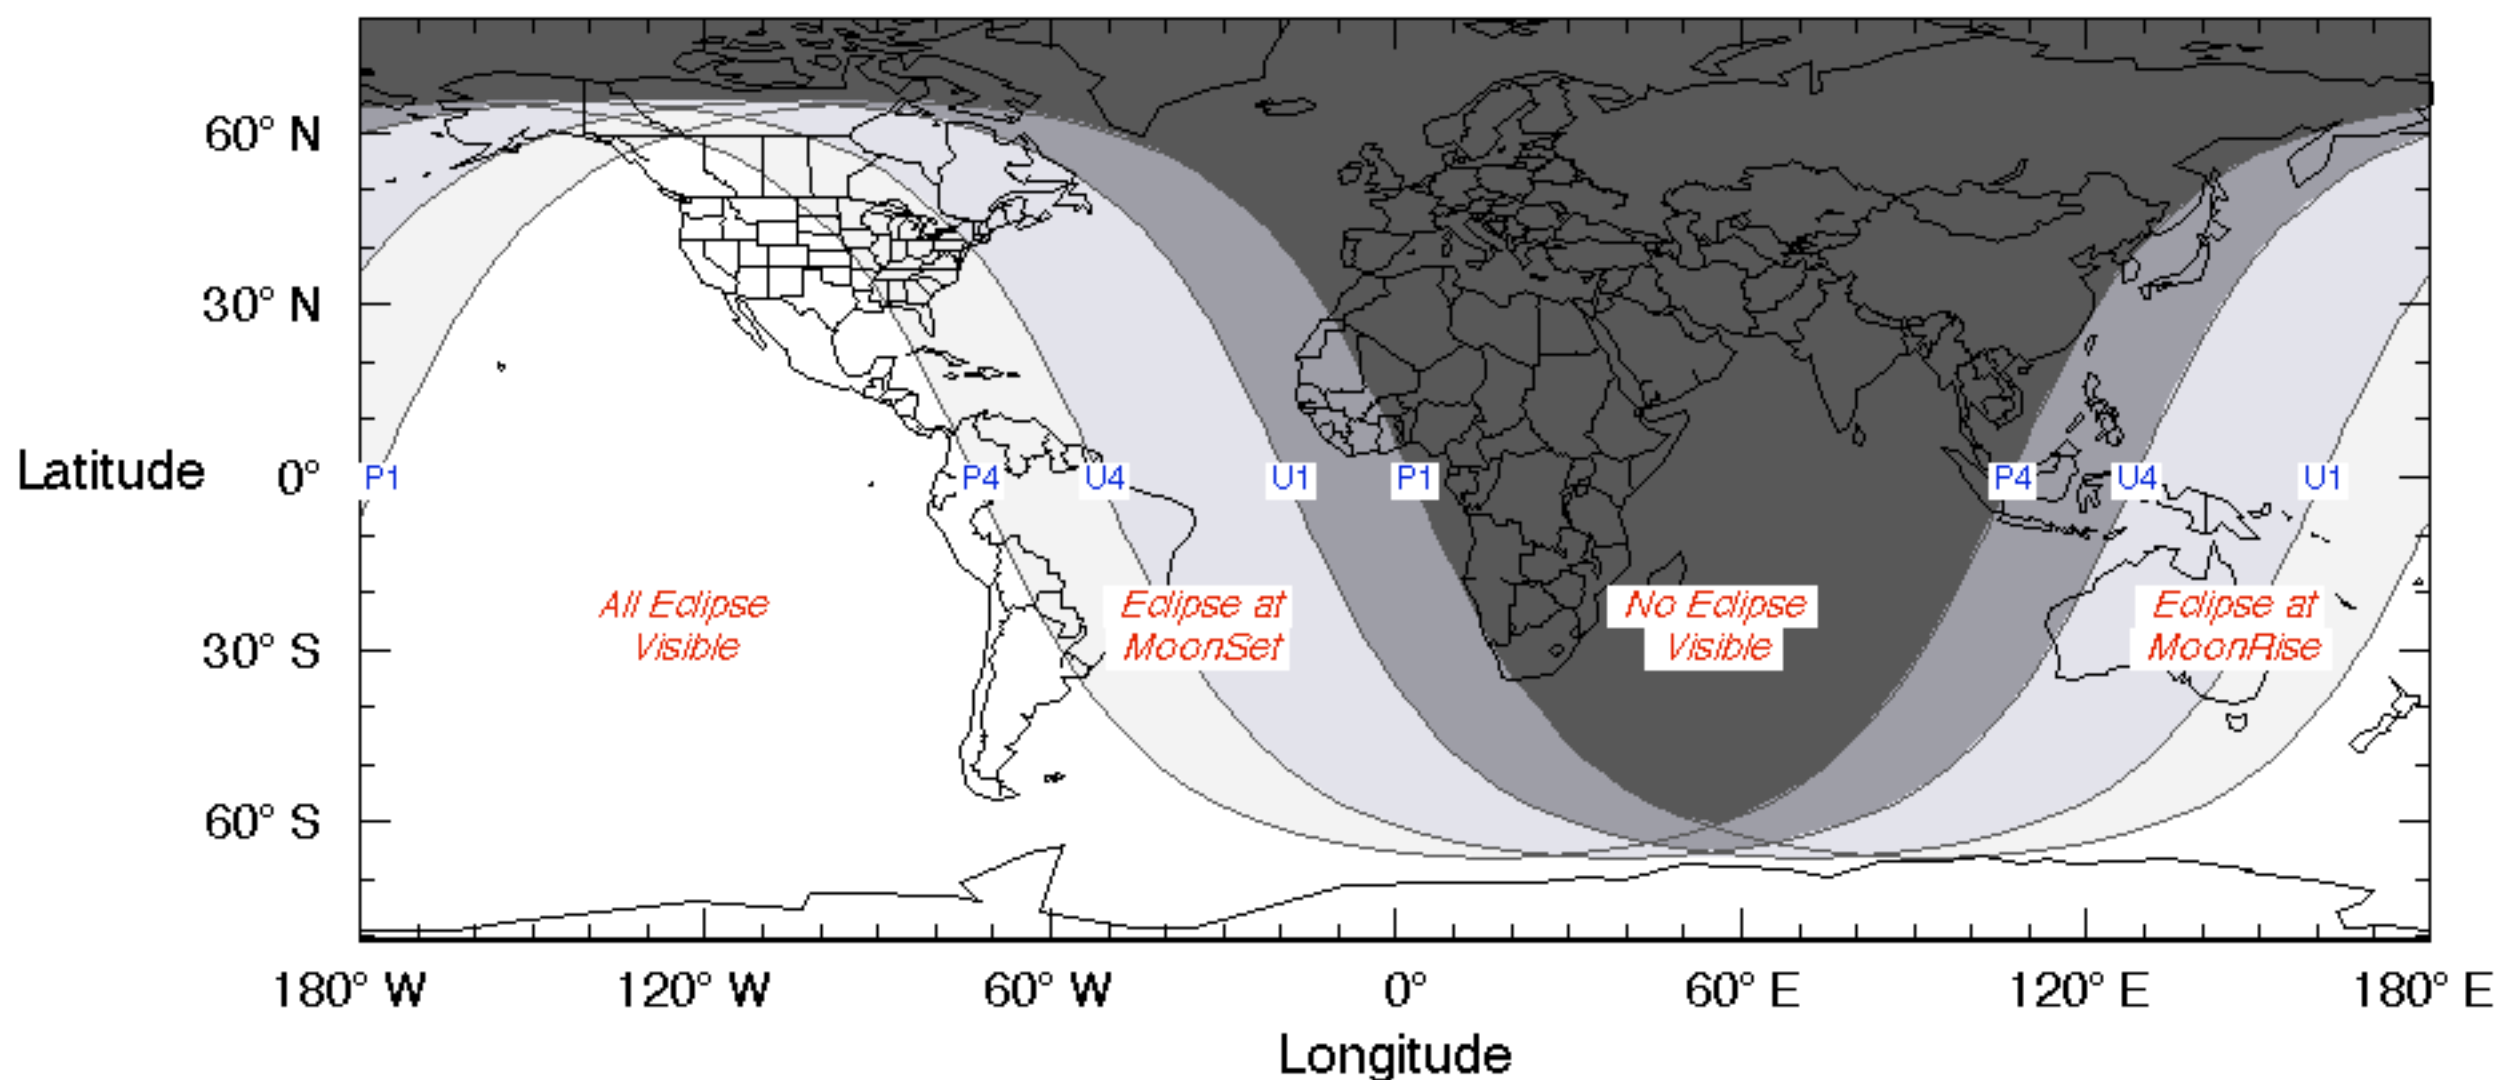 60° N
30° N
Latitude 0°
P1 P4 U4 U1 P1 P4 U4 U1
All Eclipse
Visible
Eclipse at
MoonSet
No Eclipse
Visible
Eclipse at
MoonRise
30° S
60° S
180° W 120° W 60° W 0° 60° E 120° E 180° E
Longitude